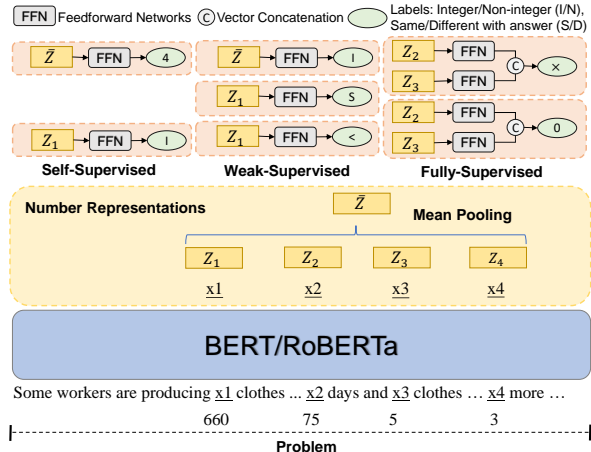 FFN Feedforward Networks C Vector Concatenation Labels: Integer/Non-integer (I/N),
Same/Different with answer (S/D)
Z̄ FFN 4
Z̄ FFN I
Z₂ FFN
Z₃ FFN
C ×
Z₁ FFN S
Z₁ FFN I
Z₁ FFN <
Z₂ FFN
Z₃ FFN
C 0
Self-Supervised Weak-Supervised Fully-Supervised
Number Representations
Z̄
Mean Pooling
Z₁ Z₂ Z₃ Z₄
x1 x2 x3 x4
BERT/RoBERTa
Some workers are producing x1 clothes ... x2 days and x3 clothes … x4 more …
660 75 5 3
Problem